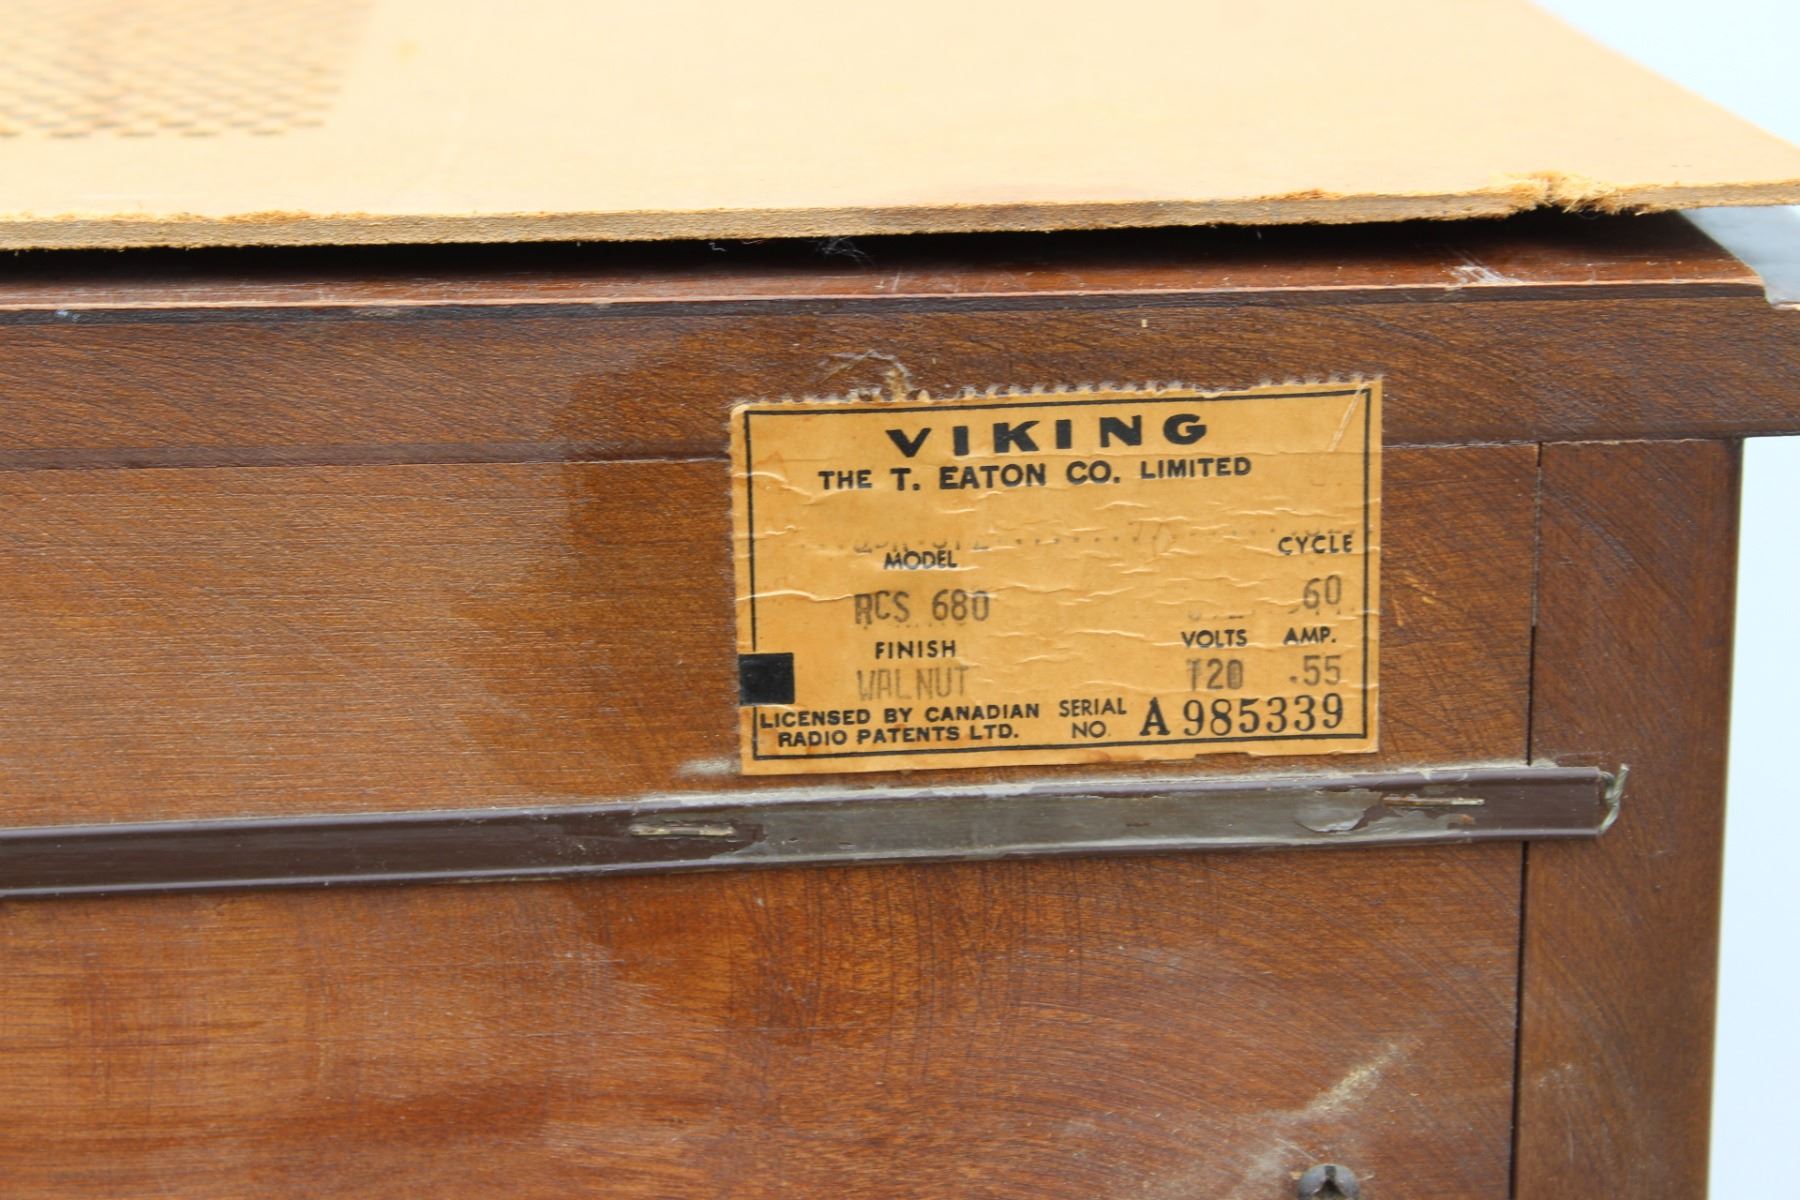 VIKING
THE T. EATON CO. LIMITED
MODEL CYCLE
RCS 680 60
FINISH VOLTS AMP.
WALNUT 120 .55
LICENSED BY CANADIAN
RADIO PATENTS LTD.
SERIAL
NO. A 985339